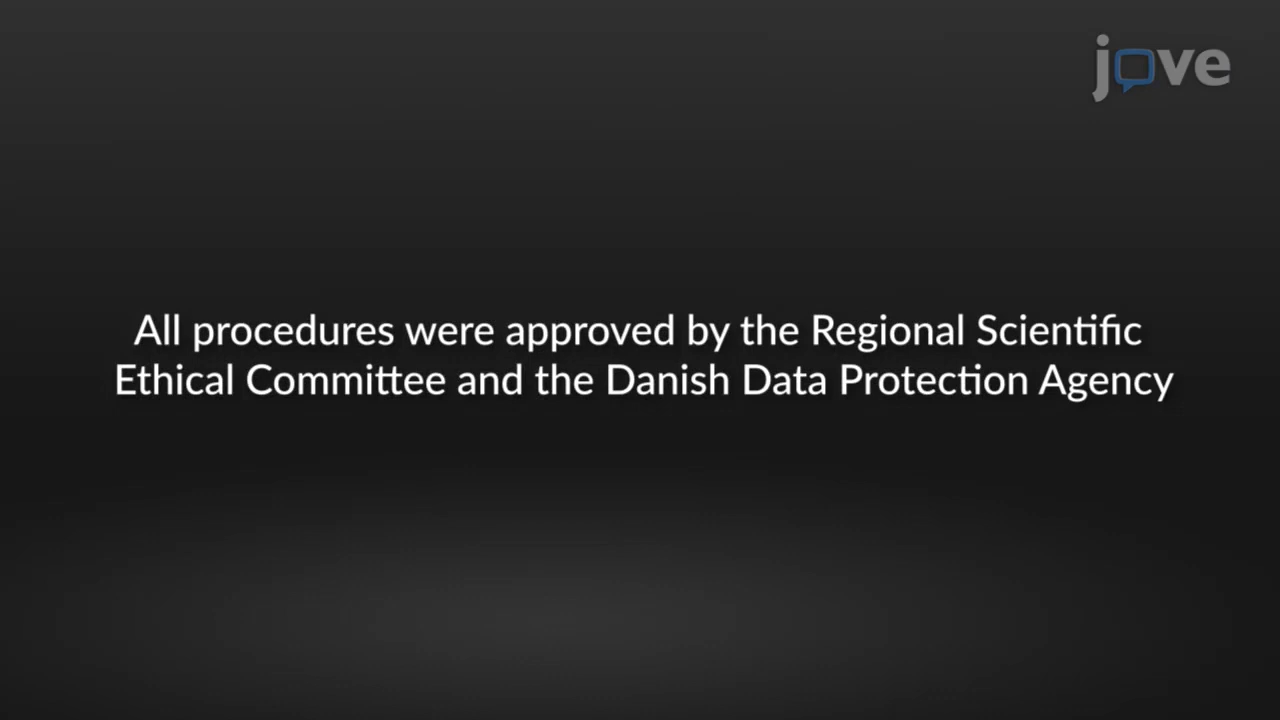 jove
All procedures were approved by the Regional Scientific
Ethical Committee and the Danish Data Protection Agency